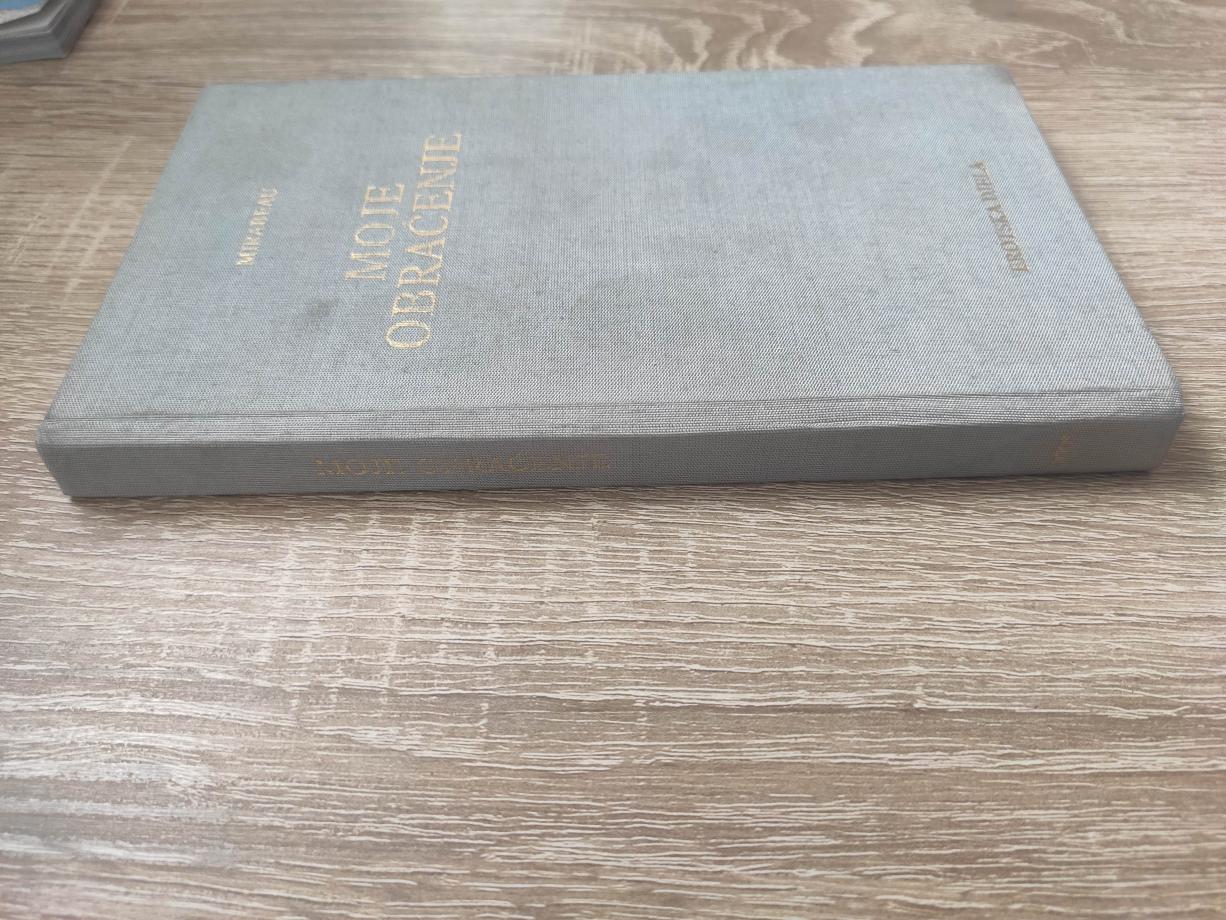 MIRABEAU
MOJE
OBRAĆENJE
EROTSKA DJELA
MOJE OBRAĆENJE